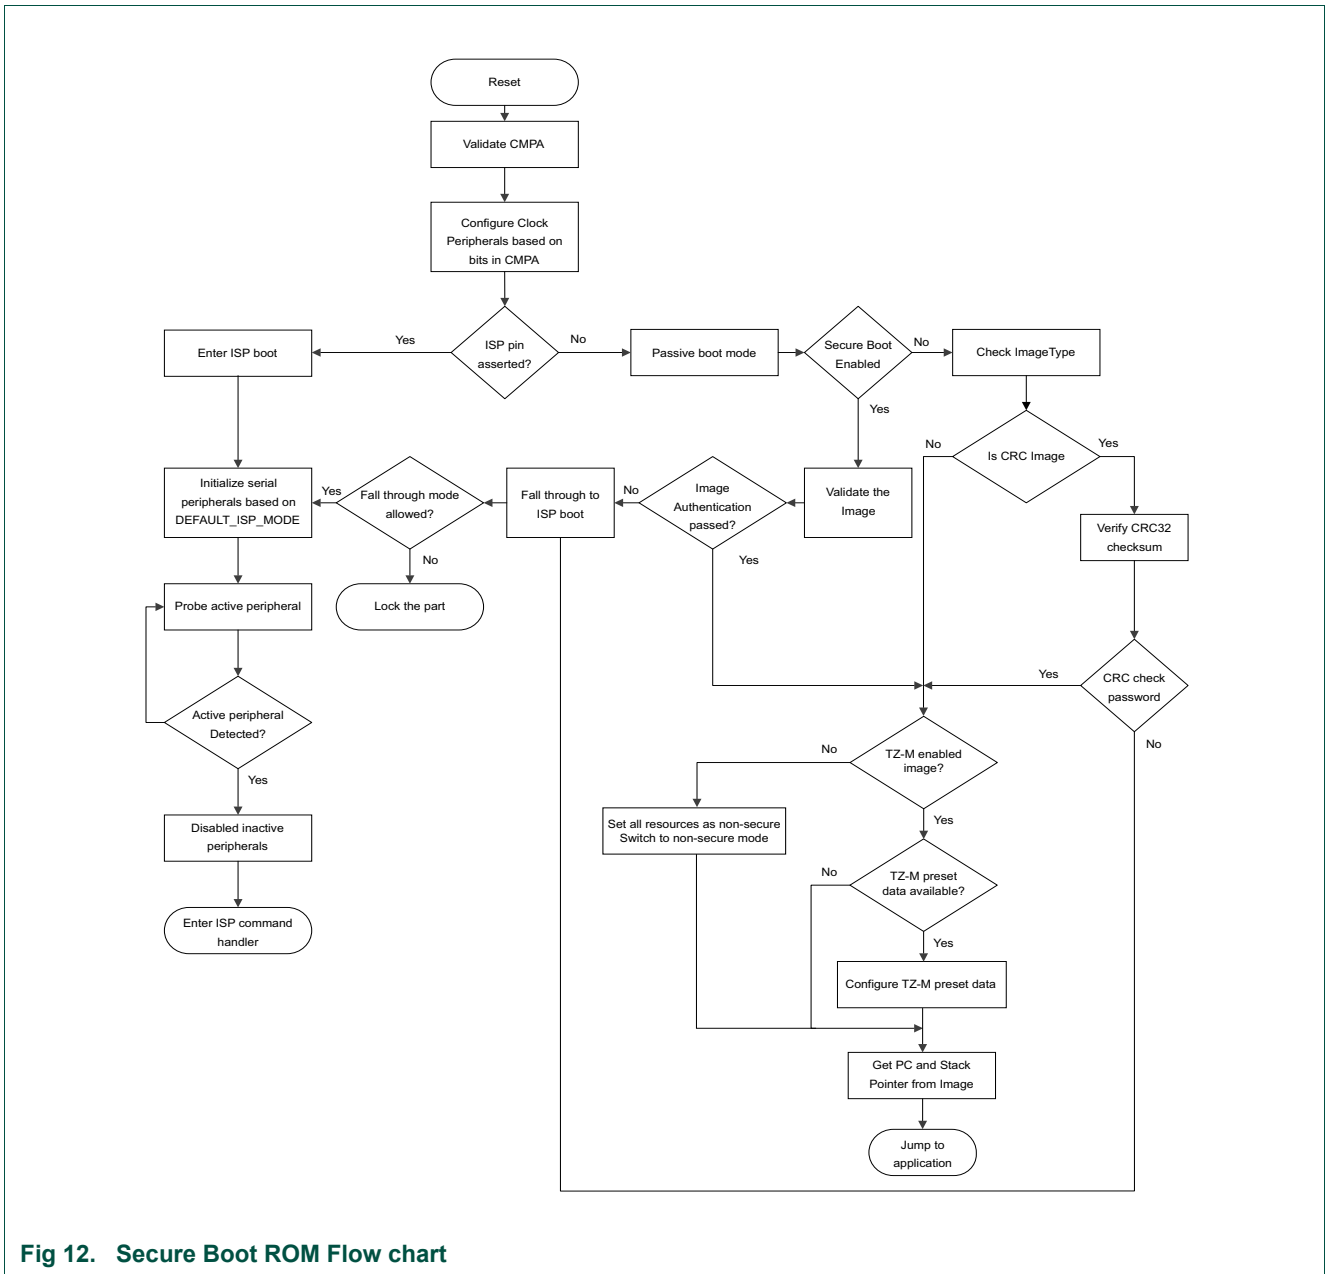 Reset
Validate CMPA
Configure Clock
Peripherals based on
bits in CMPA
ISP pin
asserted?
Yes
No
Enter ISP boot
Passive boot mode
Secure Boot
Enabled
No
Yes
Check ImageType
Is CRC Image
No
Yes
Initialize serial
peripherals based on
DEFAULT_ISP_MODE
Yes
Fall through mode
allowed?
No
Fall through to
ISP boot
No
Image
Authentication
passed?
Yes
Validate the
Image
Verify CRC32
checksum
Probe active peripheral
Lock the part
Yes
CRC check
password
No
Active peripheral
Detected?
Yes
No
TZ-M enabled
image?
Yes
Set all resources as non-secure
Switch to non-secure mode
Disabled inactive
peripherals
No
TZ-M preset
data available?
Yes
Enter ISP command
handler
Configure TZ-M preset data
Get PC and Stack
Pointer from Image
Jump to
application
Fig 12. Secure Boot ROM Flow chart